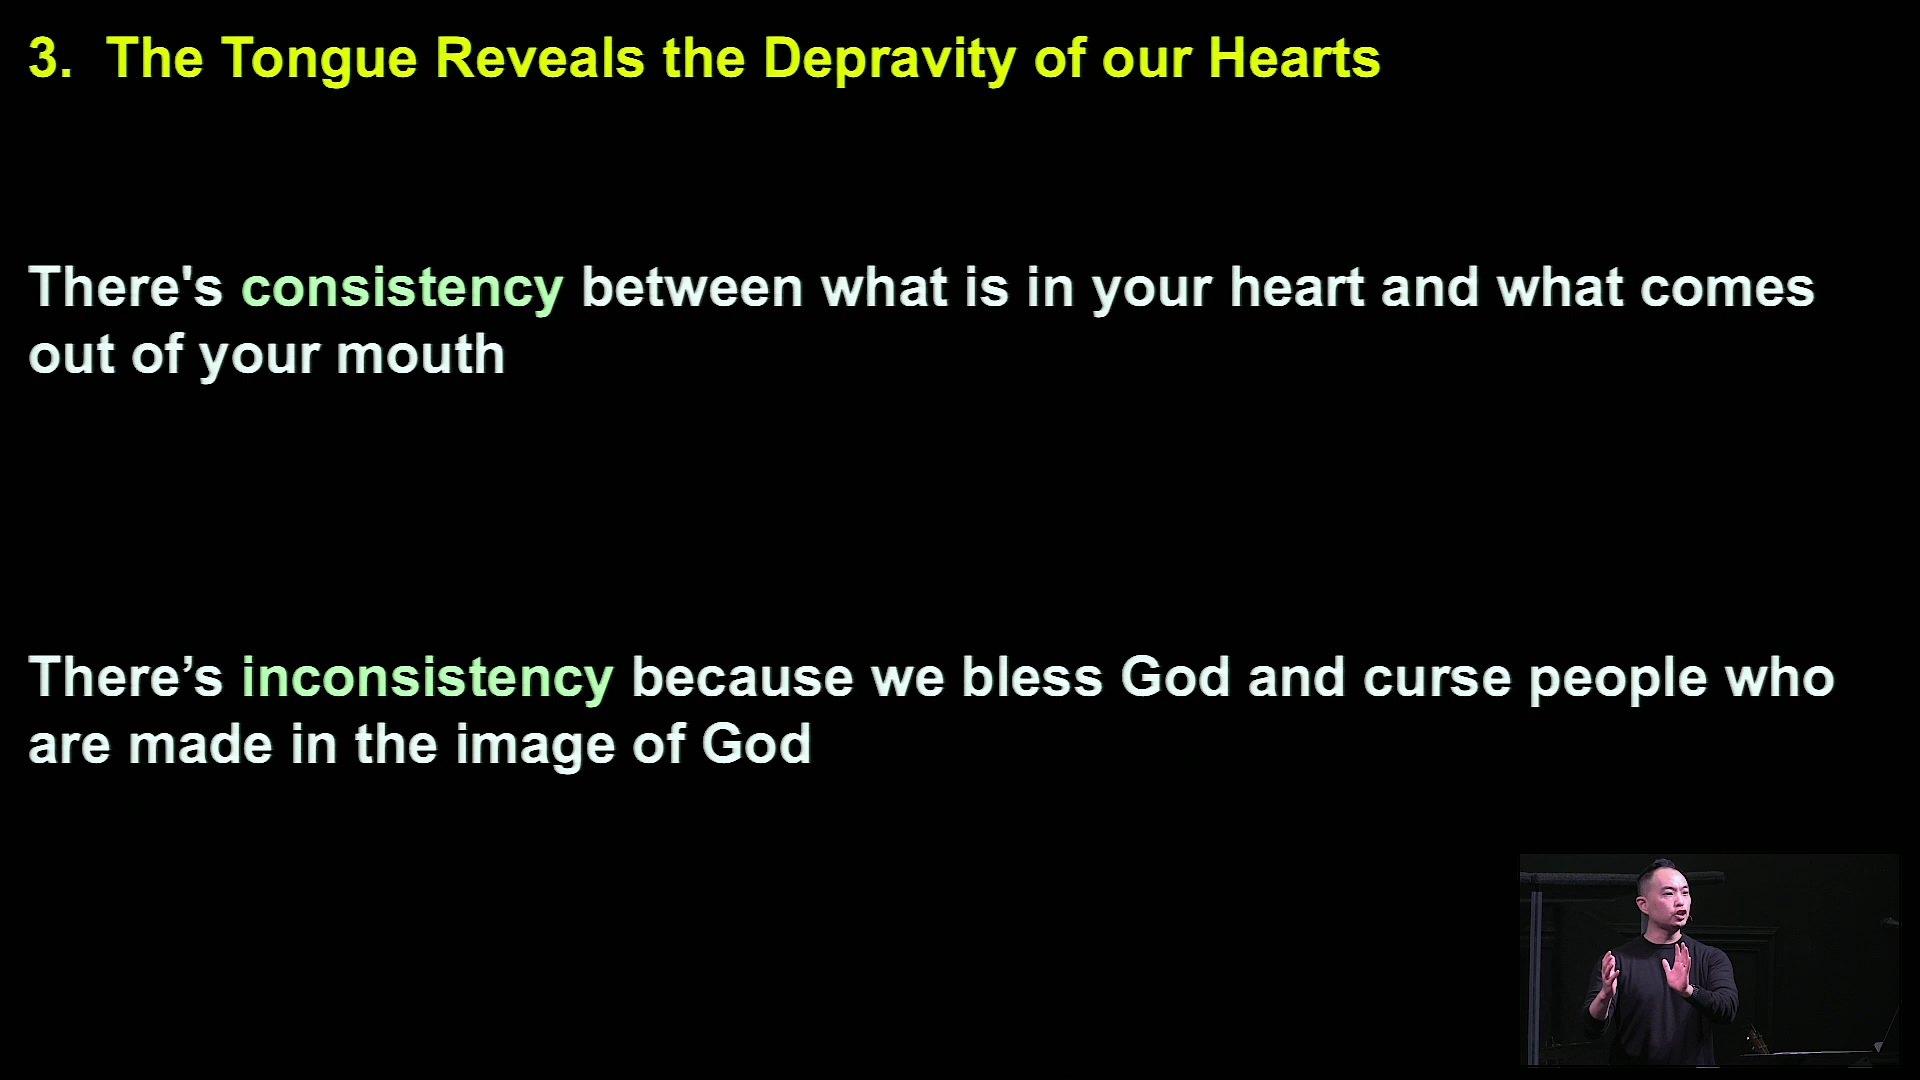 3.  The Tongue Reveals the Depravity of our Hearts
There's consistency between what is in your heart and what comes
out of your mouth
There’s inconsistency because we bless God and curse people who
are made in the image of God